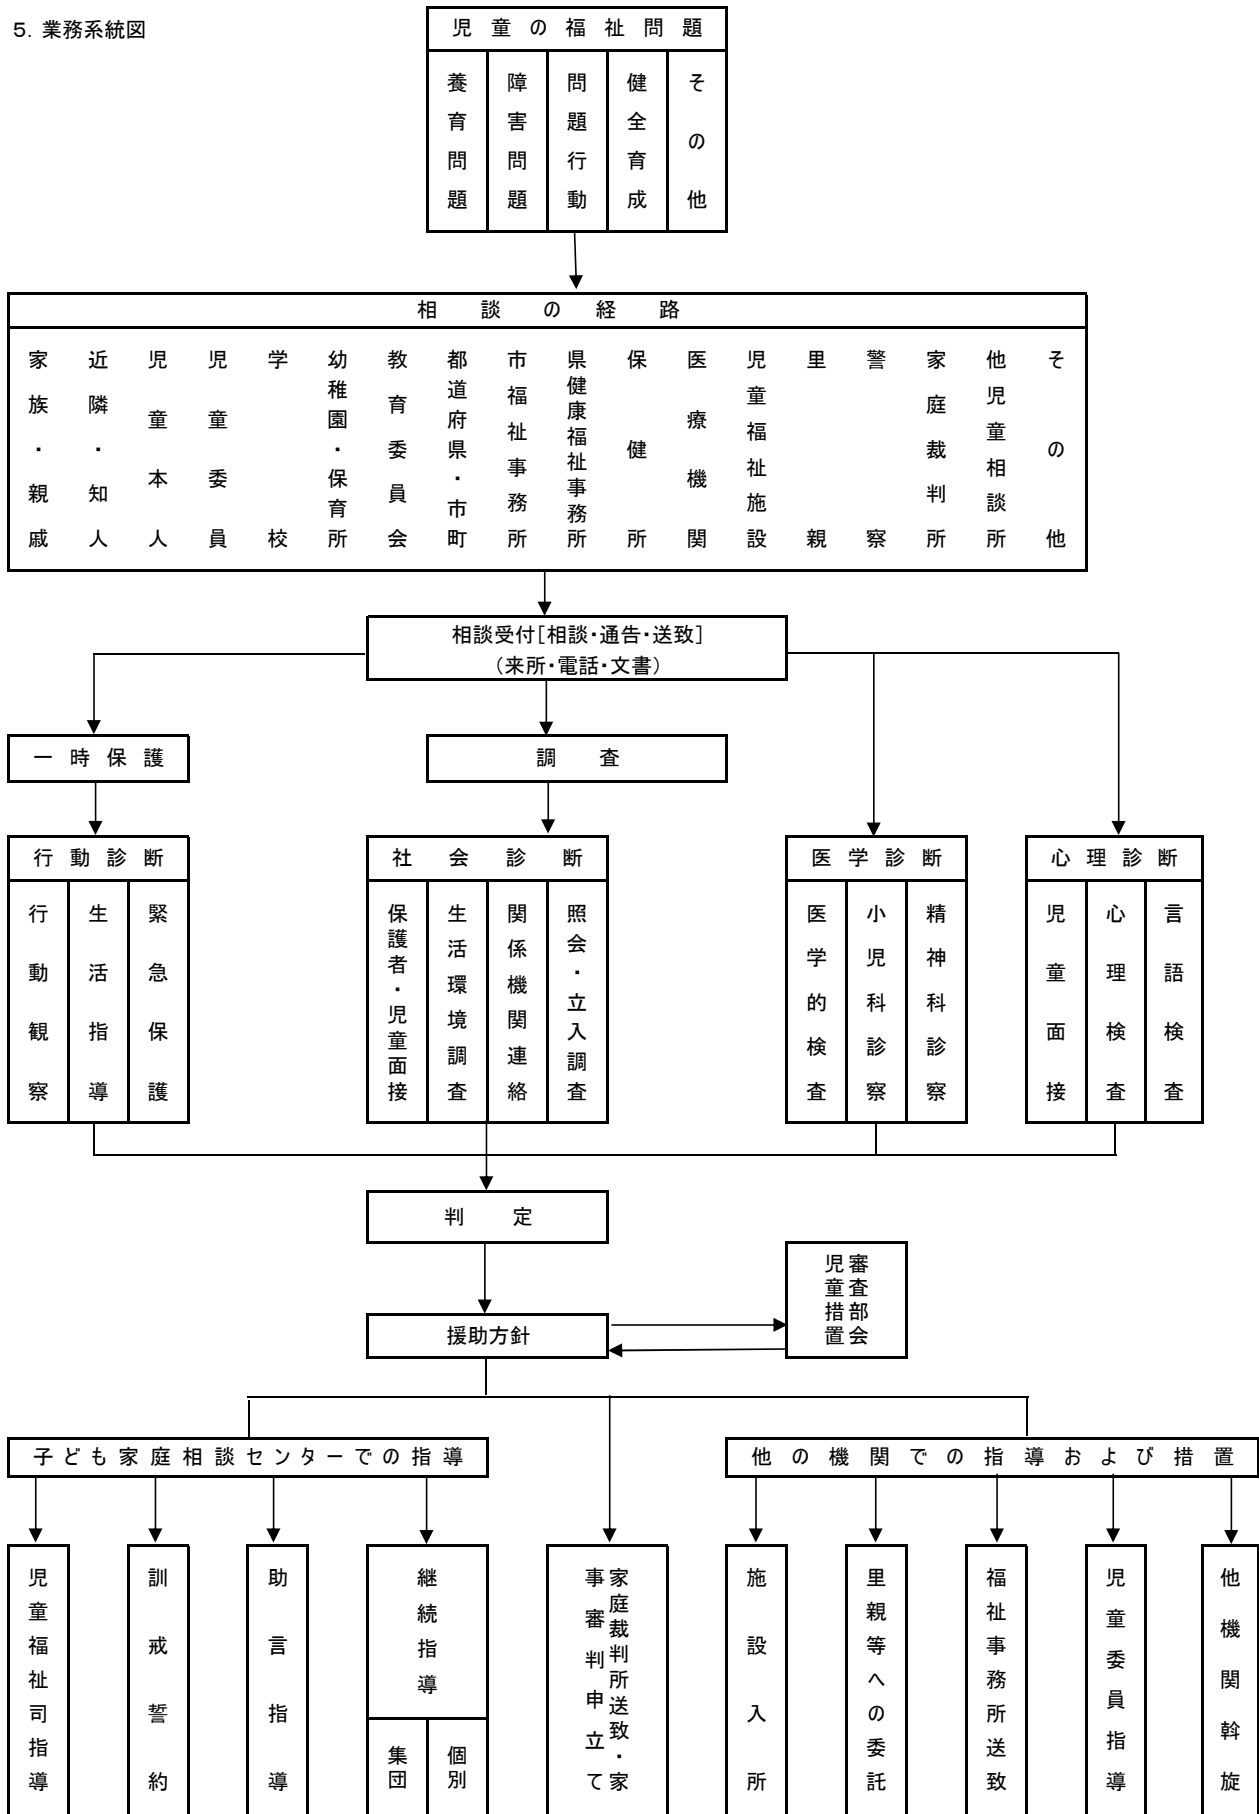 5．業務系統図
児童の福祉問題
養育問題
障害問題
問題行動
健全育成
その他
相談の経路
家族・親戚
近隣・知人
児童本人
児童委員
学校
幼稚園・保育所
教育委員会
都道府県・市町
市福祉事務所
県健康福祉事務所
保健所
医療機関
児童福祉施設
里親
警察
家庭裁判所
他児童相談所
その他
相談受付［相談・通告・送致］
（来所・電話・文書）
一時保護
調査
行動診断
行動観察
生活指導
緊急保護
社会診断
保護者・児童面接
生活環境調査
関係機関連絡
照会・立入調査
医学診断
医学的検査
小児科診察
精神科診察
心理診断
児童面接
心理検査
言語検査
判定
援助方針
審査部会
児童措置
子ども家庭相談センターでの指導
他の機関での指導および措置
児童福祉司指導
訓戒誓約
助言指導
継続指導
集団
個別
家庭裁判所送致・家
事審判申立て
施設入所
里親等への委託
福祉事務所送致
児童委員指導
他機関斡旋